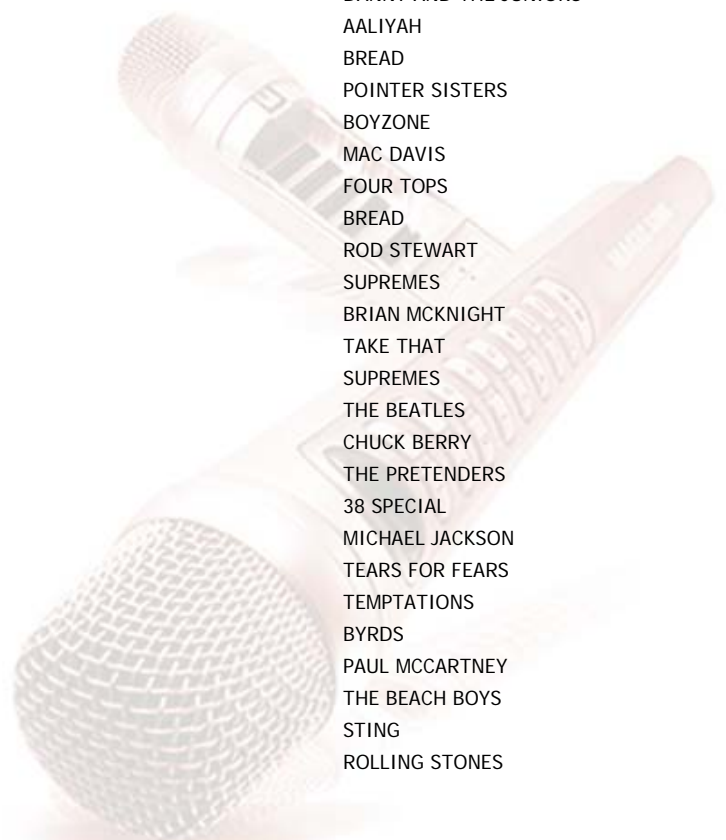 AALIYAH
BREAD
POINTER SISTERS
BOYZONE
MAC DAVIS
FOUR TOPS
BREAD
ROD STEWART
SUPREMES
BRIAN MCKNIGHT
TAKE THAT
SUPREMES
THE BEATLES
CHUCK BERRY
THE PRETENDERS
38 SPECIAL
MICHAEL JACKSON
TEARS FOR FEARS
TEMPTATIONS
BYRDS
PAUL MCCARTNEY
THE BEACH BOYS
STING
ROLLING STONES